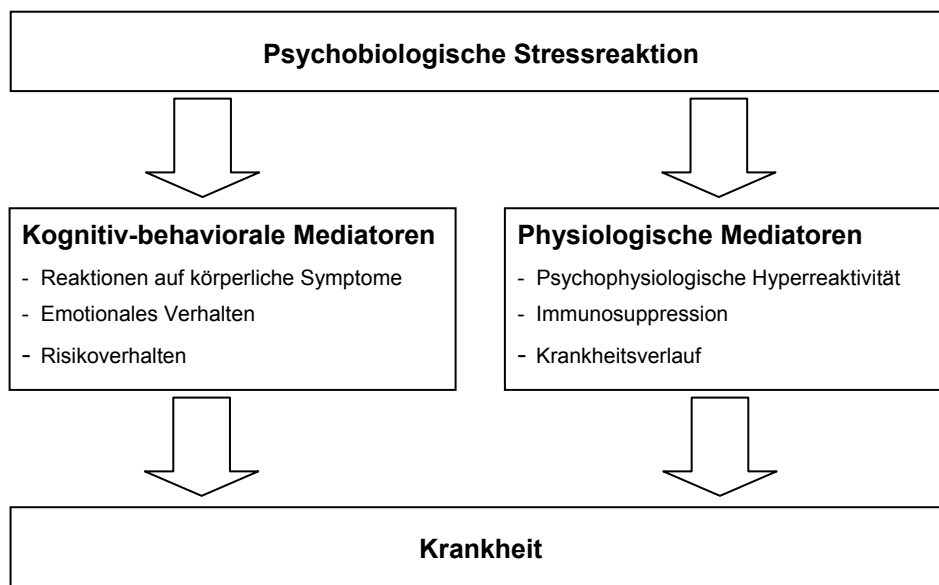 Psychobiologische Stressreaktion
Kognitiv-behaviorale Mediatoren
- Reaktionen auf körperliche Symptome
- Emotionales Verhalten
- Risikoverhalten
Physiologische Mediatoren
- Psychophysiologische Hyperreaktivität
- Immunosuppression
- Krankheitsverlauf
Krankheit